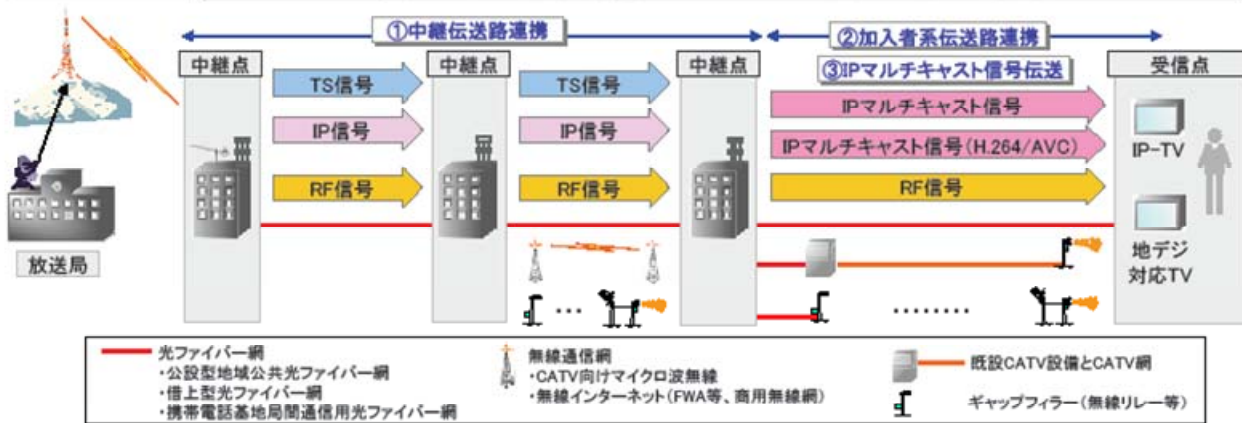 ①中継伝送路連携
②加入者系伝送路連携
③IPマルチキャスト信号伝送
中継点
中継点
中継点
受信点
TS信号
TS信号
IPマルチキャスト信号
IP信号
IP信号
IPマルチキャスト信号(H.264/AVC)
RF信号
RF信号
RF信号
IP-TV
地デジ
対応TV
放送局
...
........
光ファイバー網
・公設型地域公共光ファイバー網
・借上型光ファイバー網
・携帯電話基地局間通信用光ファイバー網
無線通信網
・CATV向けマイクロ波無線
・無線インターネット(FWA等、商用無線網)
既設CATV設備とCATV網
ギャップフィラー(無線リレー等)